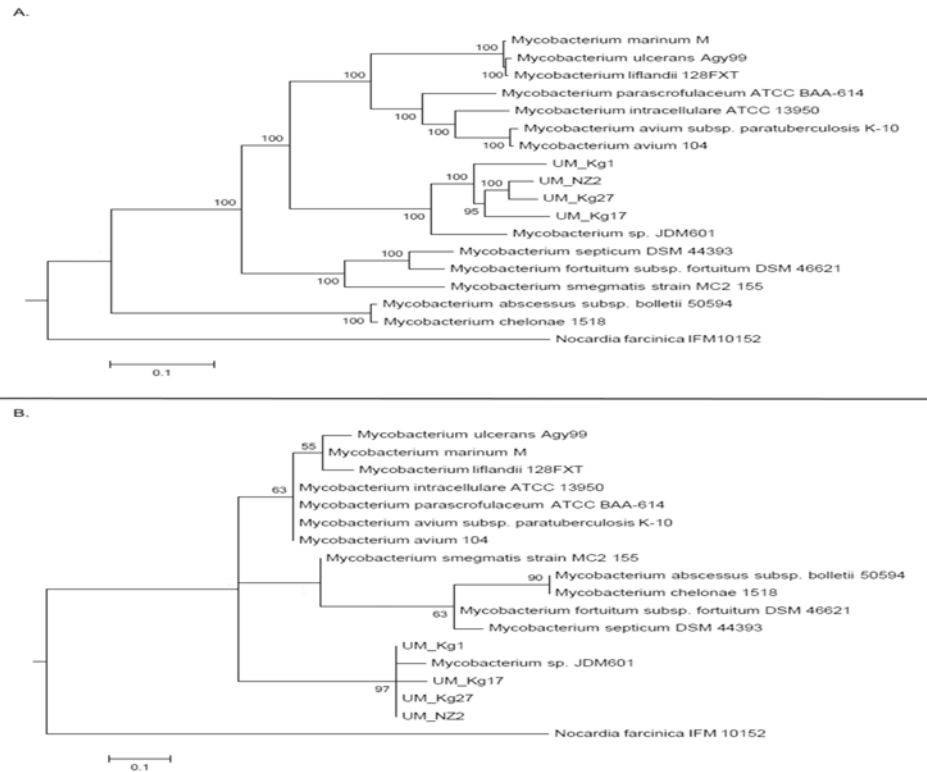 A.
Mycobacterium marinum M
100
Mycobacterium ulcerans Agy99
100
Mycobacterium liflandii 128FXT
100
Mycobacterium parascrofulaceum ATCC BAA-614
100
Mycobacterium intracellulare ATCC 13950
100
Mycobacterium avium subsp. paratuberculosis K-10
100
Mycobacterium avium 104
100
UM_Kg1
100
UM_NZ2
100
UM_Kg27
100
95
UM_Kg17
100
Mycobacterium sp. JDM601
Mycobacterium septicum DSM 44393
100
Mycobacterium fortuitum subsp. fortuitum DSM 46621
100
Mycobacterium smegmatis strain MC2 155
Mycobacterium abscessus subsp. bolletii 50594
100
Mycobacterium chelonae 1518
Nocardia farcinica IFM10152
0.1
B.
Mycobacterium ulcerans Agy99
55
Mycobacterium marinum M
Mycobacterium liflandii 128FXT
63
Mycobacterium intracellulare ATCC 13950
Mycobacterium parascrofulaceum ATCC BAA-614
Mycobacterium avium subsp. paratuberculosis K-10
Mycobacterium avium 104
Mycobacterium smegmatis strain MC2 155
90
Mycobacterium abscessus subsp. bolletii 50594
Mycobacterium chelonae 1518
63
Mycobacterium fortuitum subsp. fortuitum DSM 46621
Mycobacterium septicum DSM 44393
UM_Kg1
Mycobacterium sp. JDM601
97
UM_Kg17
UM_Kg27
UM_NZ2
Nocardia farcinica IFM 10152
0.1